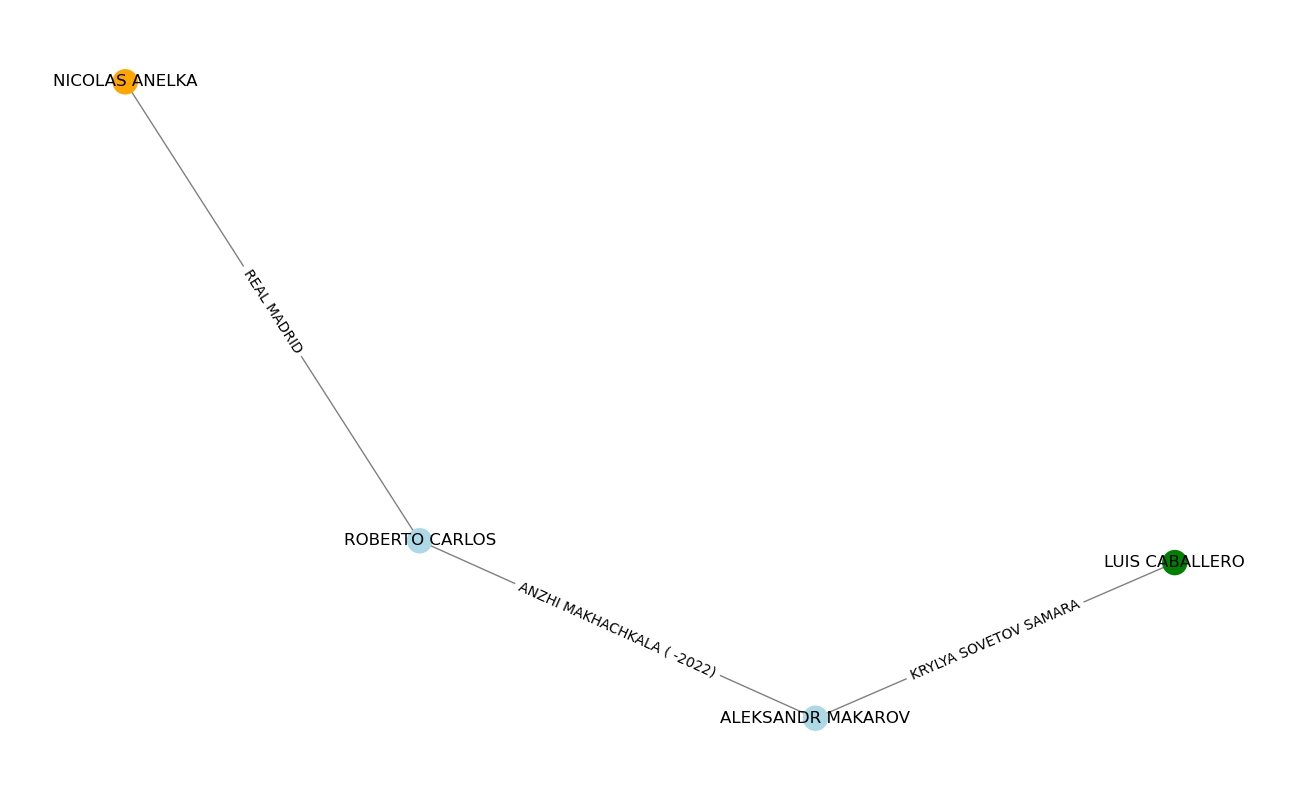 NICOLAS ANELKA
REAL MADRID
ROBERTO CARLOS
ANZHI MAKHACHKALA ( -2022)
ALEKSANDR MAKAROV
KRYLYA SOVETOV SAMARA
LUIS CABALLERO